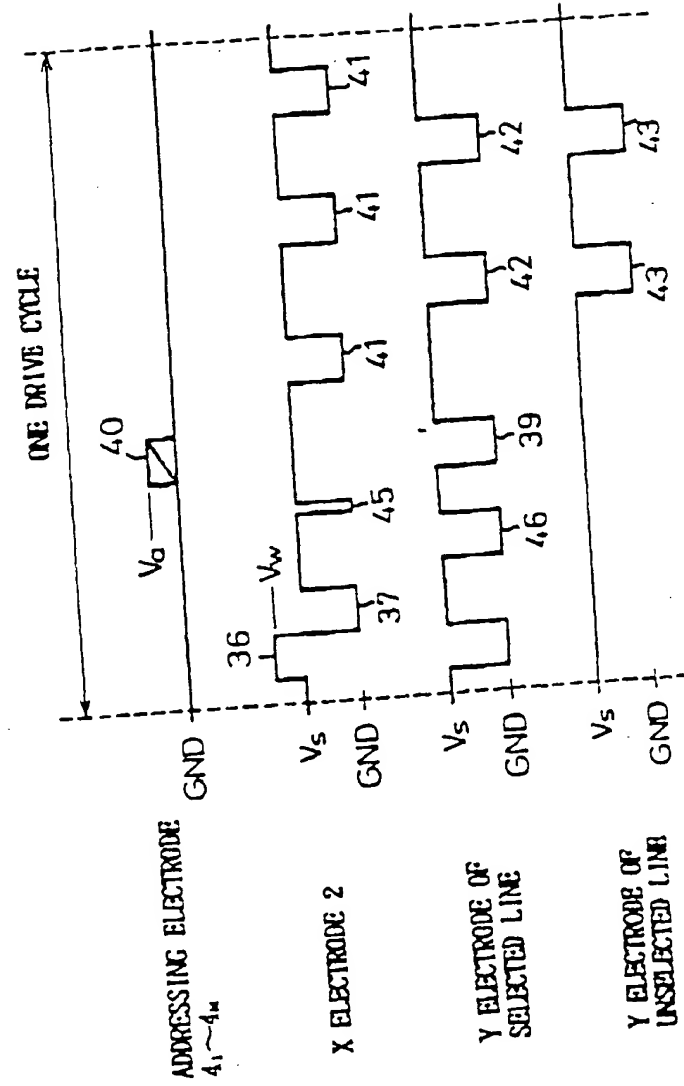 ONE DRIVE CYCLE
ADDRESSING ELECTRODE
4₁~4ᴍ
Va
40
GND
X ELECTRODE 2
36
Vw
Vs
GND
37
45
41
41
41
Y ELECTRODE OF
SELECTED LINE
Vs
GND
46
39
42
42
Y ELECTRODE OF
UNSELECTED LINE
Vs
GND
43
43